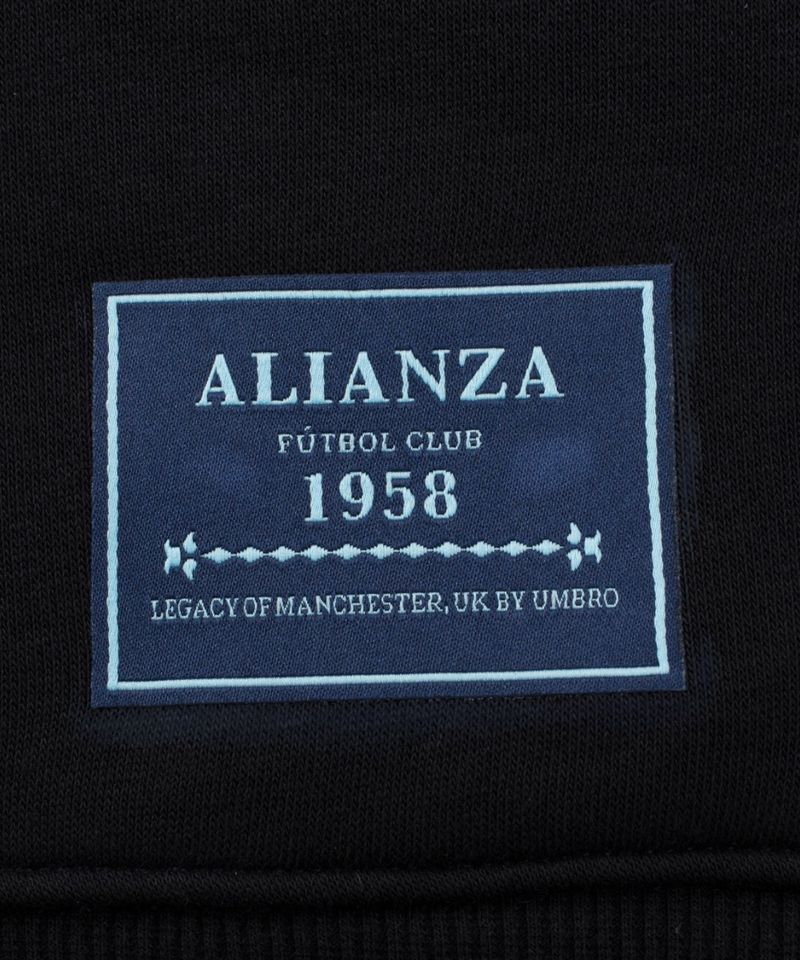 ALIANZA
FÚTBOL CLUB
1958
LEGACY OF MANCHESTER, UK BY UMBRO